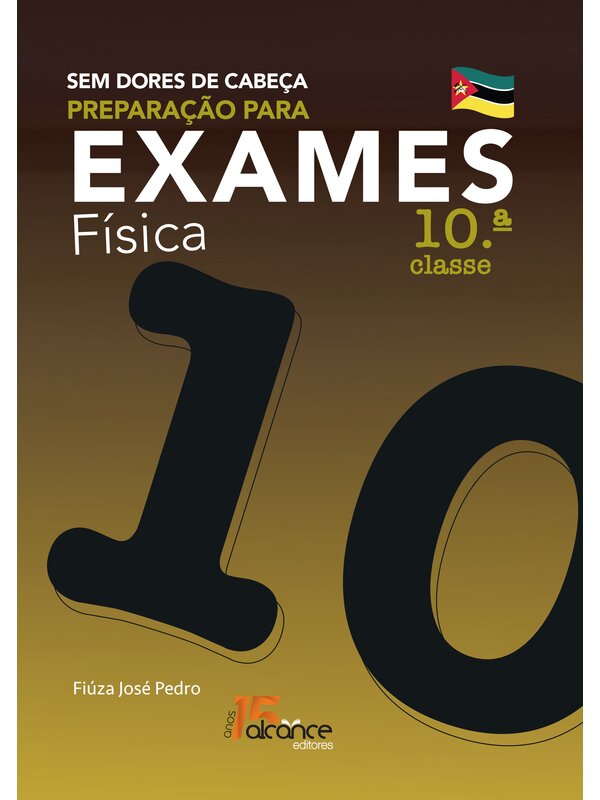 SEM DORES DE CABEÇA
PREPARAÇÃO PARA
EXAMES
Física
10.ª
classe
10
Fiúza José Pedro
15 anos
alcance
editores